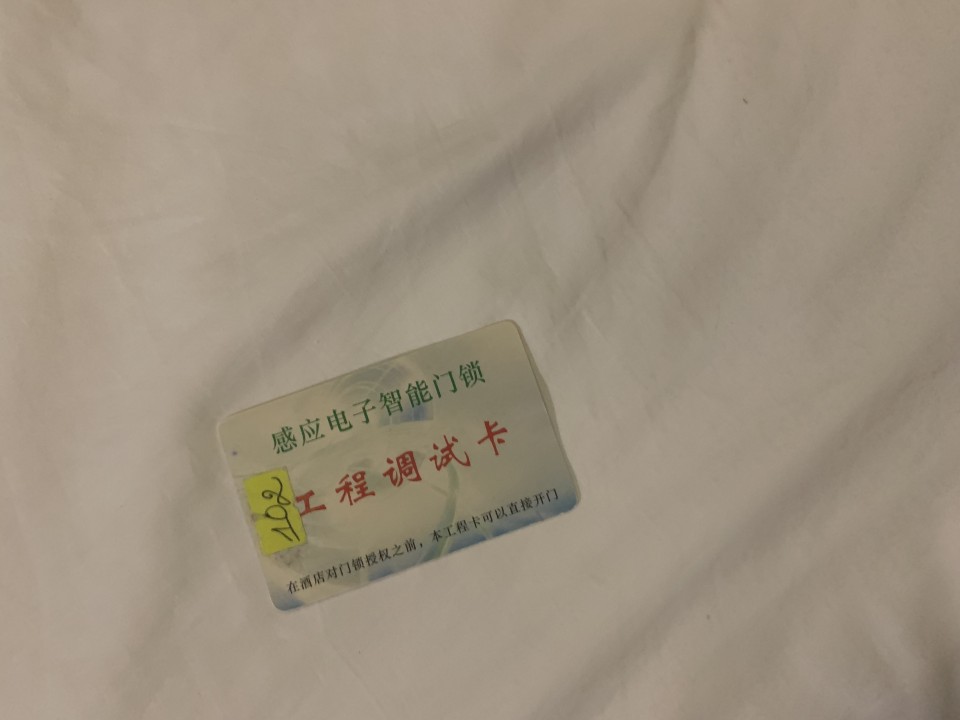 感应电子智能门锁
工程调试卡
102
在酒店对门锁授权之前，本工程卡可以直接开门